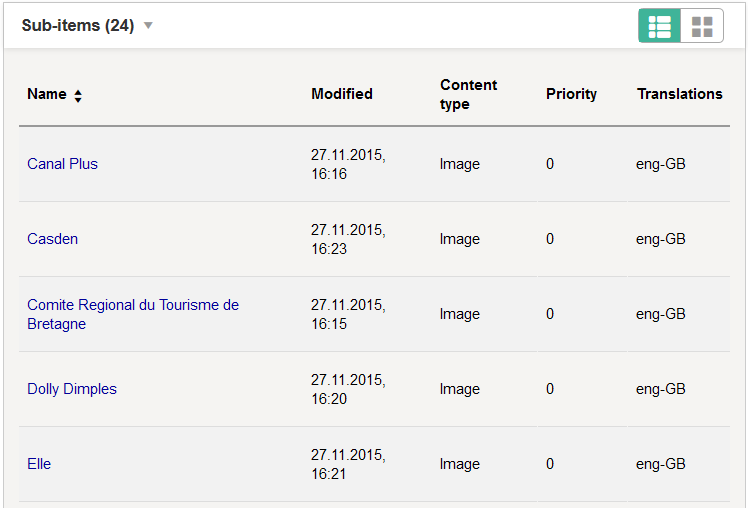 Sub-items (24)
Name Modified Content type Priority Translations
Canal Plus 27.11.2015, 16:16 Image 0 eng-GB
Casden 27.11.2015, 16:23 Image 0 eng-GB
Comite Regional du Tourisme de Bretagne 27.11.2015, 16:15 Image 0 eng-GB
Dolly Dimples 27.11.2015, 16:20 Image 0 eng-GB
Elle 27.11.2015, 16:21 Image 0 eng-GB